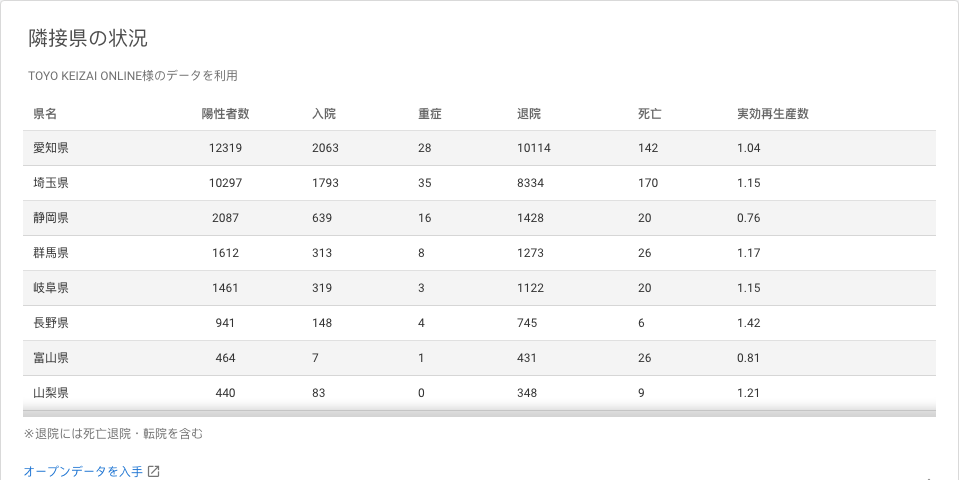 隣接県の状況
TOYO KEIZAI ONLINE様のデータを利用
県名 陽性者数 入院 重症 退院 死亡 実効再生産数
愛知県 12319 2063 28 10114 142 1.04
埼玉県 10297 1793 35 8334 170 1.15
静岡県 2087 639 16 1428 20 0.76
群馬県 1612 313 8 1273 26 1.17
岐阜県 1461 319 3 1122 20 1.15
長野県 941 148 4 745 6 1.42
富山県 464 7 1 431 26 0.81
山梨県 440 83 0 348 9 1.21
※退院には死亡退院・転院を含む
オープンデータを入手